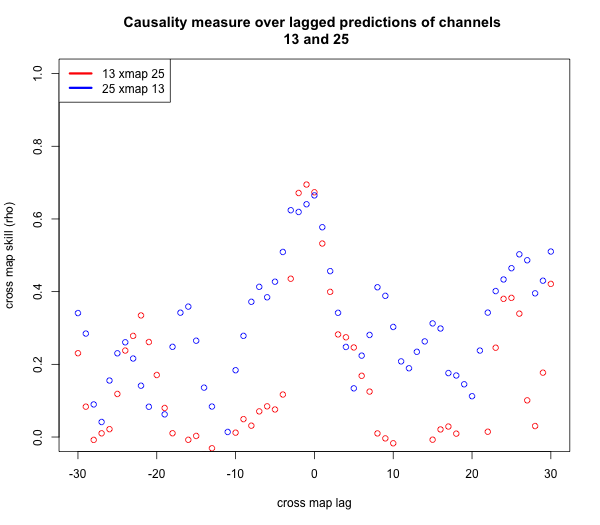 Causality measure over lagged predictions of channels
13 and 25
13 xmap 25
25 xmap 13
cross map skill (rho)
1.0
0.8
0.6
0.4
0.2
0.0
-30 -20 -10 0 10 20 30
cross map lag